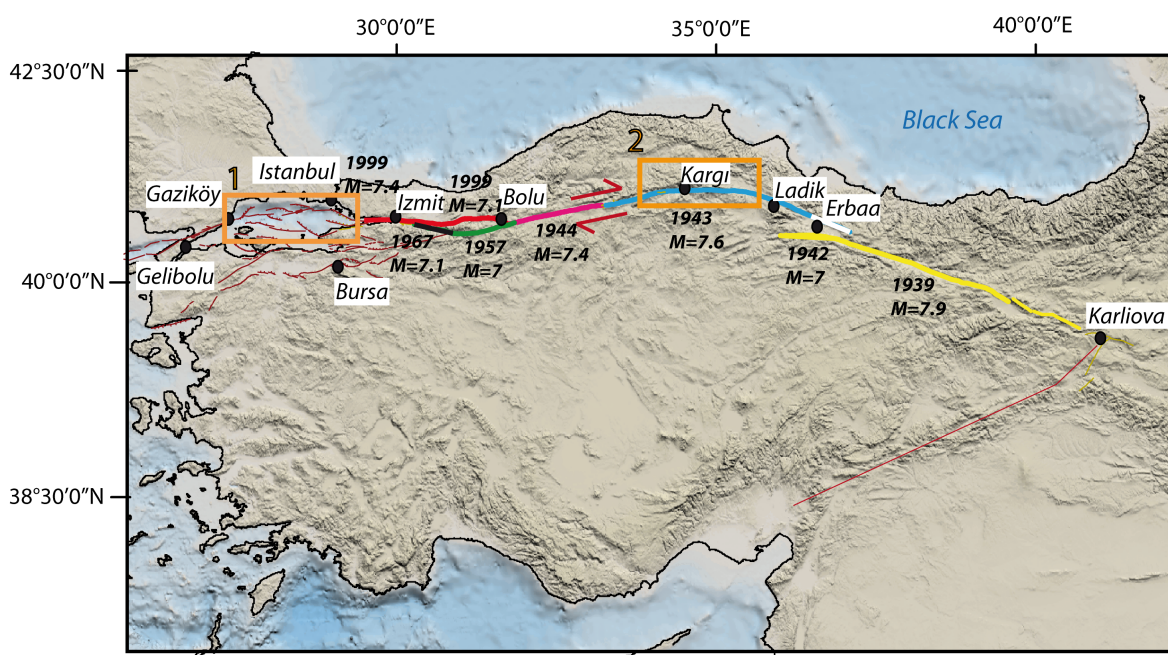 30°0'0"E
35°0'0"E
40°0'0"E
42°30'0"N
Black Sea
2
1999
M=7.4
Istanbul
1
Kargı
Gaziköy
1999
M=7.1
Bolu
Izmit
Ladik
Erbaa
1943
M=7.6
1944
M=7.4
1967
M=7.1
1957
M=7
1942
M=7
Gelibolu
40°0'0"N
Bursa
1939
M=7.9
Karliova
38°30'0"N